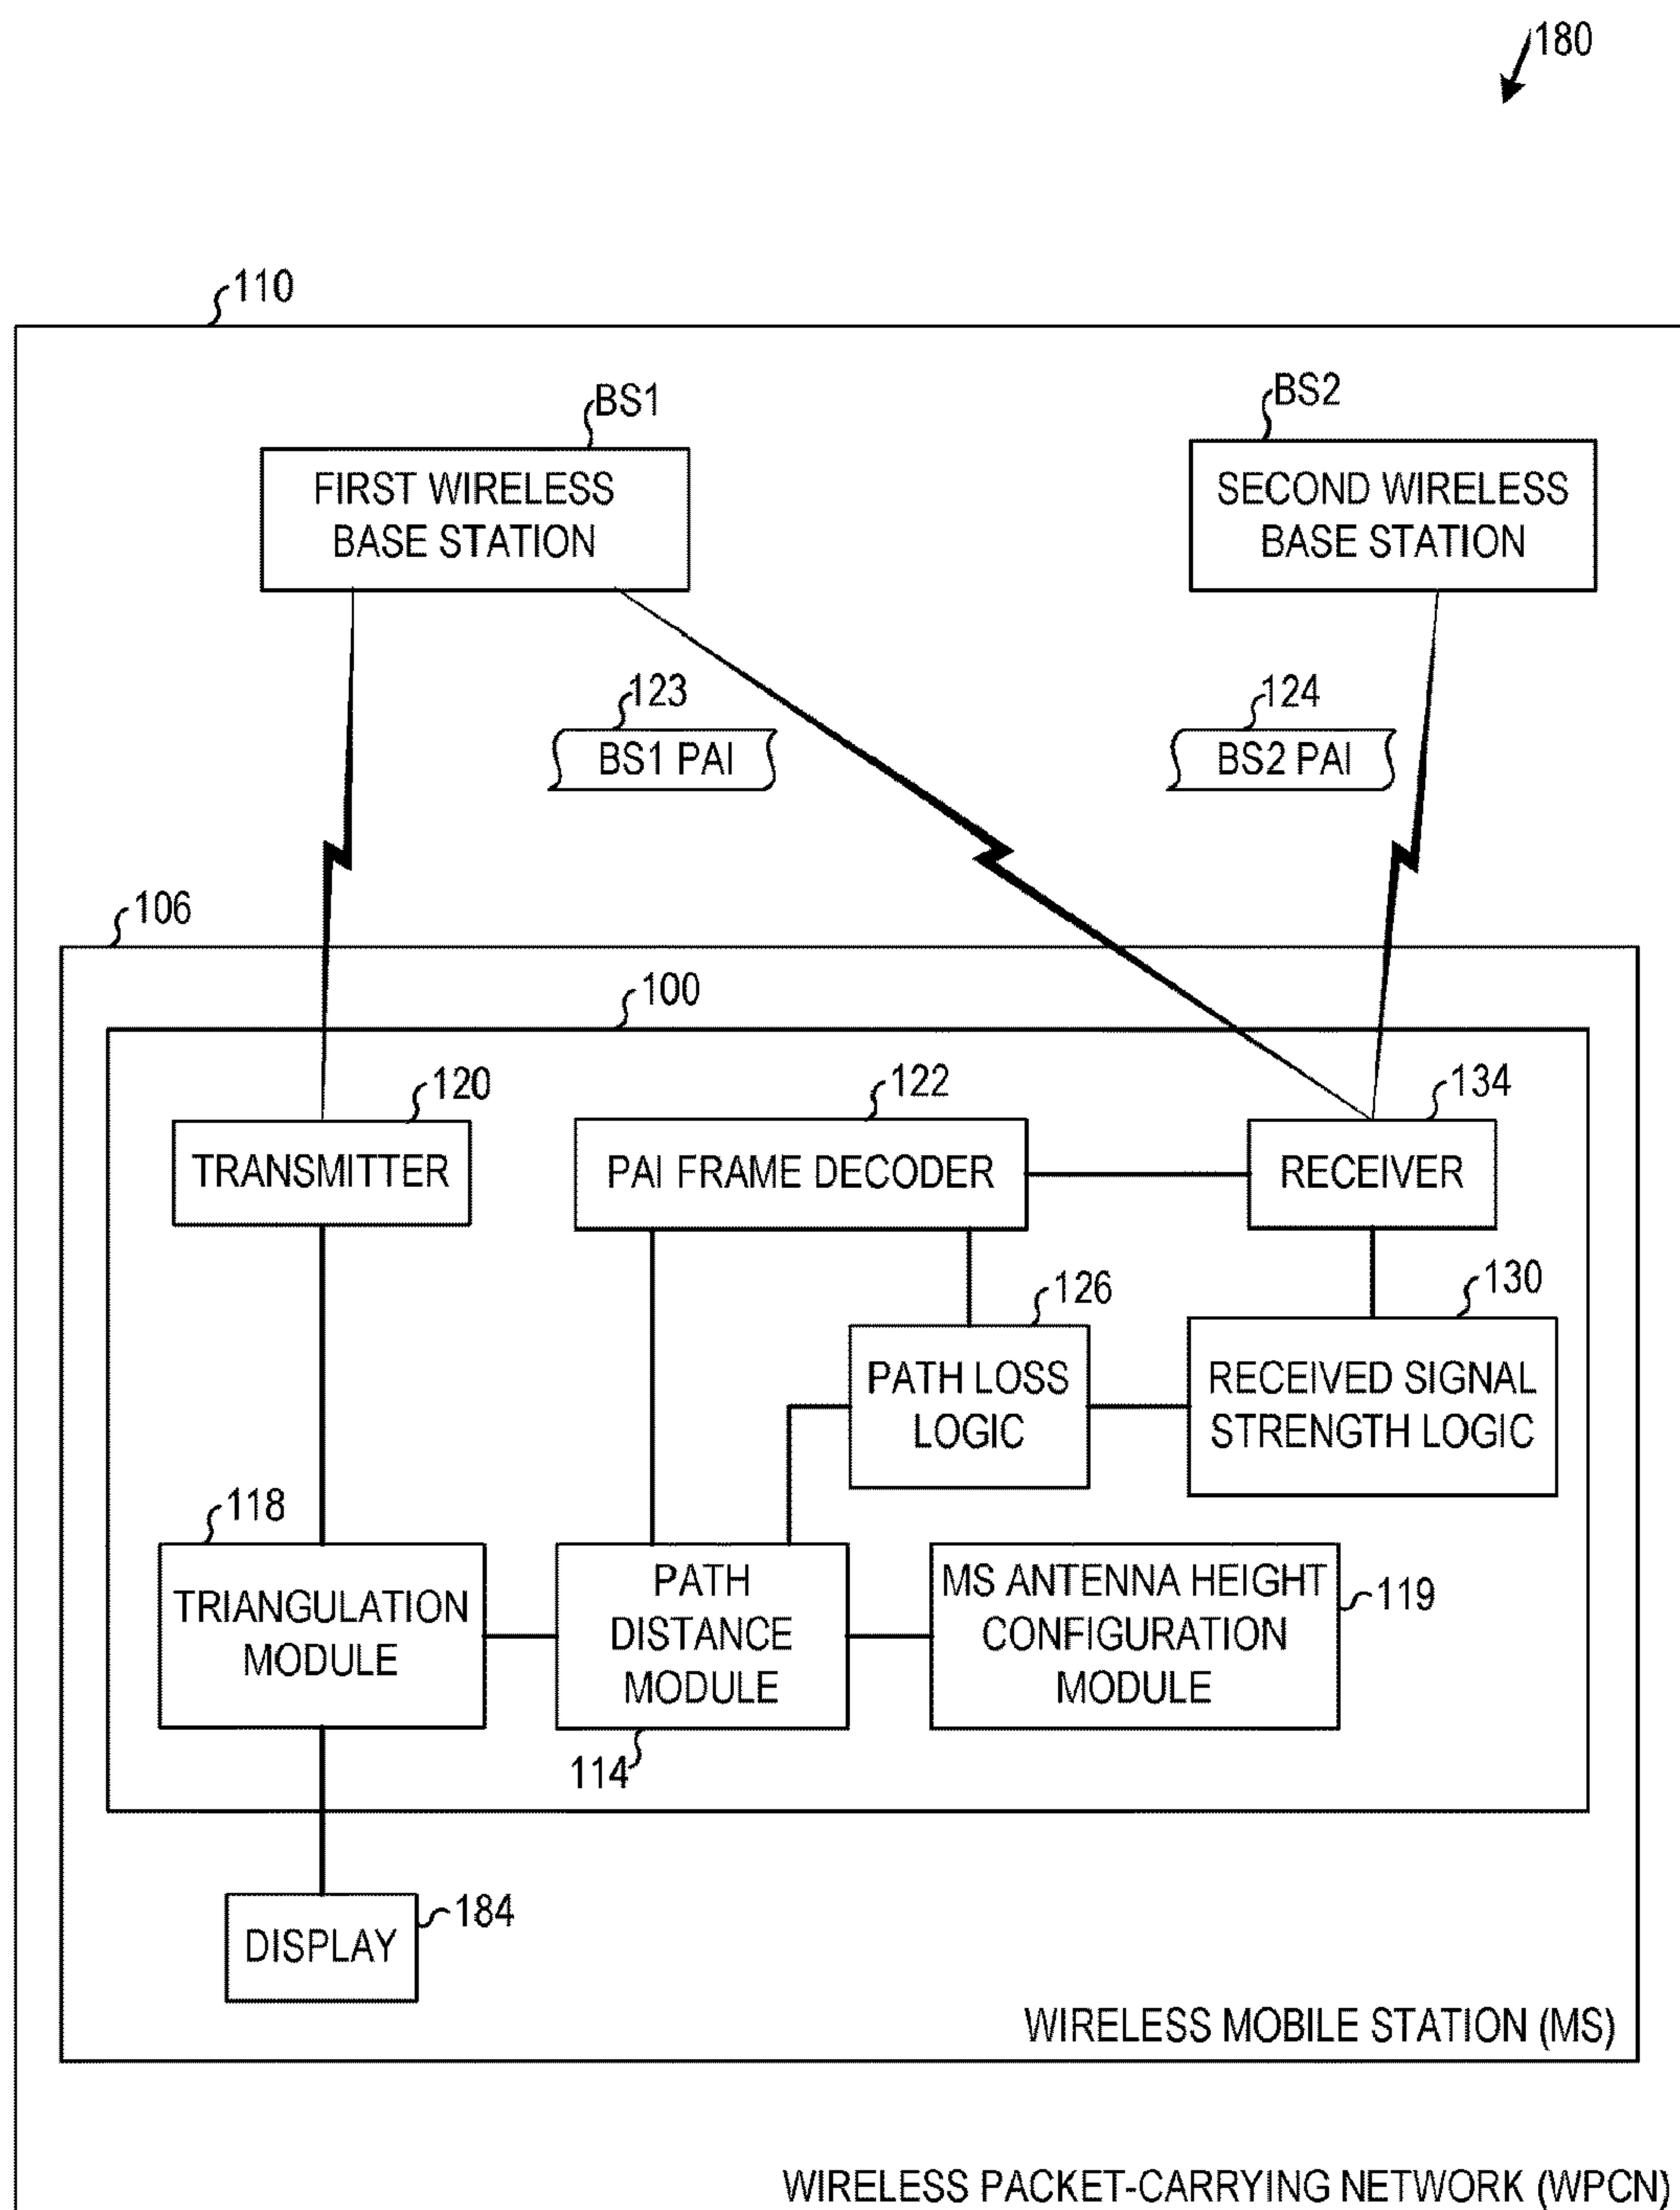 180
110
BS1
BS2
FIRST WIRELESS
BASE STATION
SECOND WIRELESS
BASE STATION
123
BS1 PAI
124
BS2 PAI
106
100
120
122
134
TRANSMITTER
PAI FRAME DECODER
RECEIVER
126
130
PATH LOSS
LOGIC
RECEIVED SIGNAL
STRENGTH LOGIC
118
TRIANGULATION
MODULE
PATH
DISTANCE
MODULE
MS ANTENNA HEIGHT
CONFIGURATION
MODULE
119
114
184
DISPLAY
WIRELESS MOBILE STATION (MS)
WIRELESS PACKET-CARRYING NETWORK (WPCN)